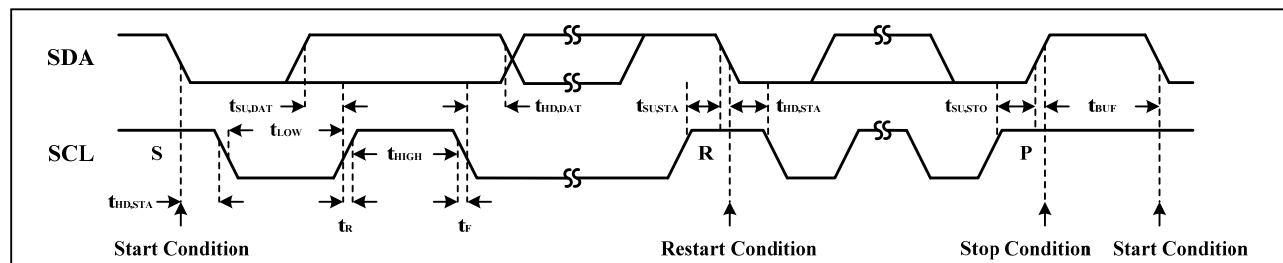 SDA
tSU,DAT tHD,DAT tSU,STA tHD,STA tSU,STO tBUF
tLOW
SCL S tHIGH R P
tHD,STA
tR tF
Start Condition Restart Condition Stop Condition Start Condition